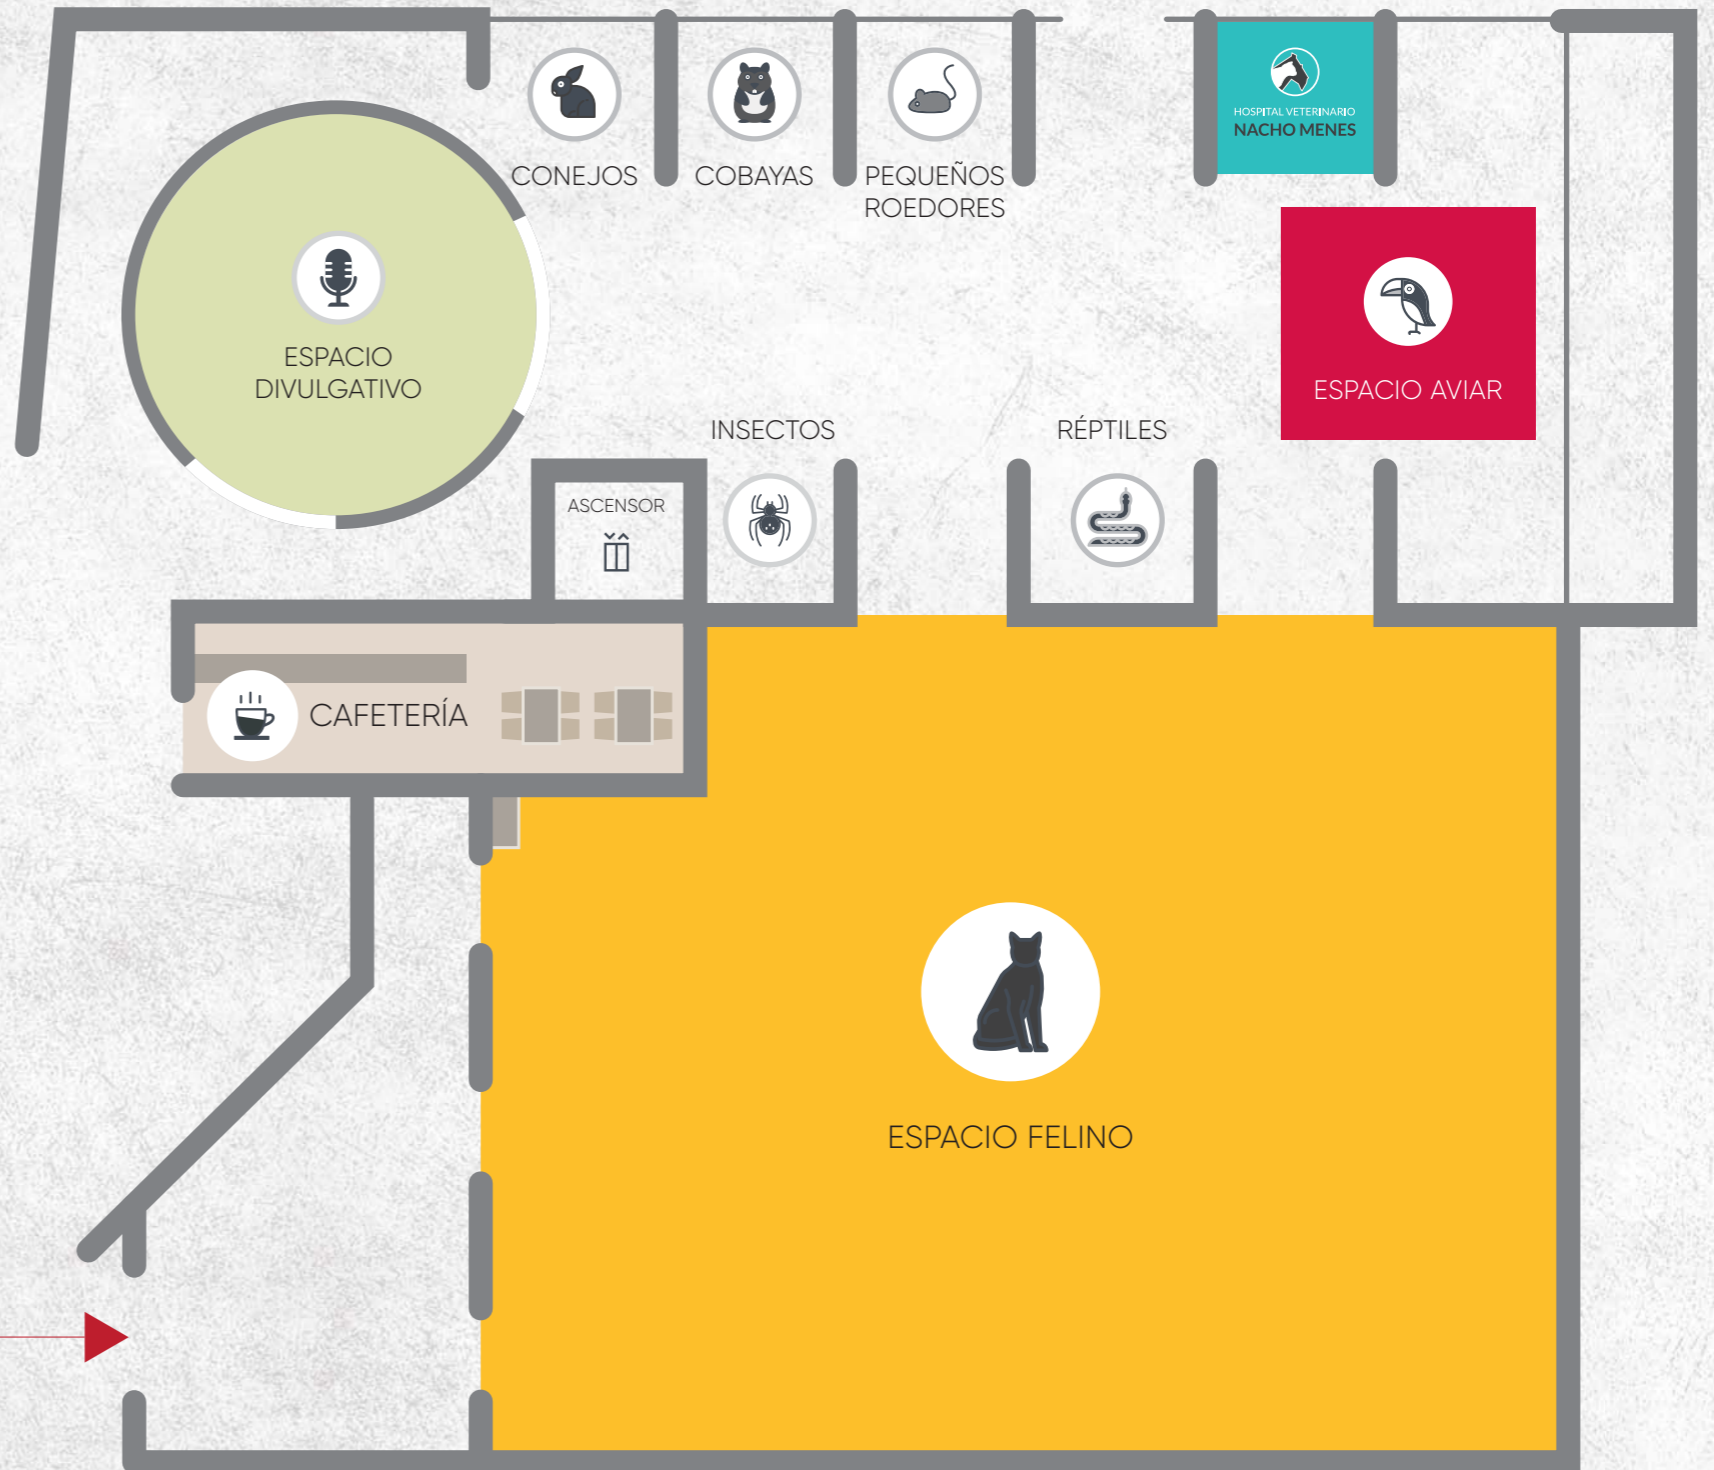 HOSPITAL VETERINARIO
NACHO MENES
CONEJOS
COBAYAS
PEQUEÑOS
ROEDORES
ESPACIO
DIVULGATIVO
ESPACIO AVIAR
INSECTOS
RÉPTILES
ASCENSOR
CAFETERÍA
ESPACIO FELINO